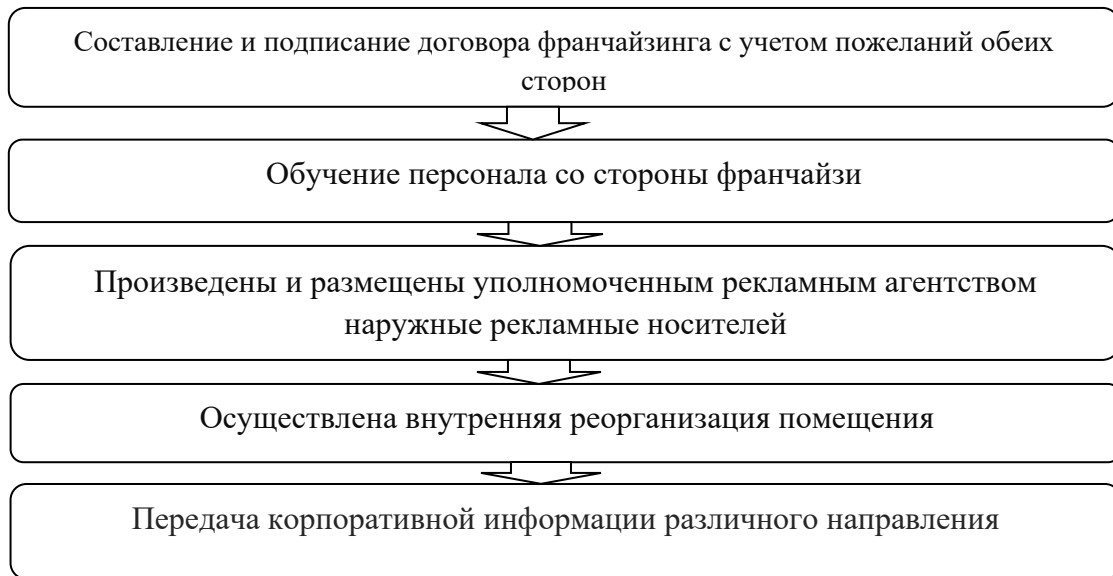 Составление и подписание договора франчайзинга с учетом пожеланий обеих
сторон
Обучение персонала со стороны франчайзи
Произведены и размещены уполномоченным рекламным агентством
наружные рекламные носителей
Осуществлена внутренняя реорганизация помещения
Передача корпоративной информации различного направления